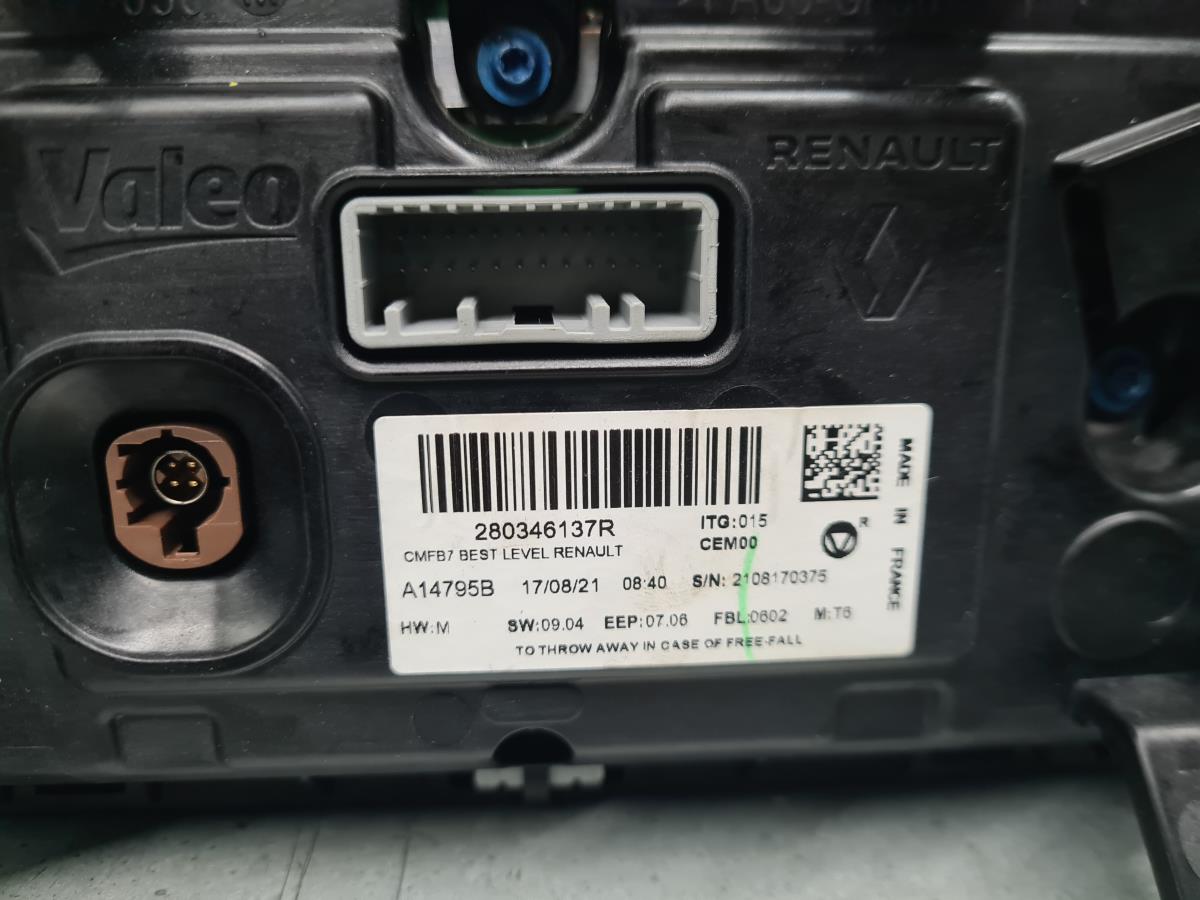 Valeo
RENAULT
280346137R
ITG:015
CEM00
CMFB7 BEST LEVEL RENAULT
A14795B 17/08/21 08:40 S/N: 2108170375
HW:M SW:09.04 EEP:07.06 FBL:0602 M:T6
TO THROW AWAY IN CASE OF FREE-FALL
R
MADE IN FRANCE